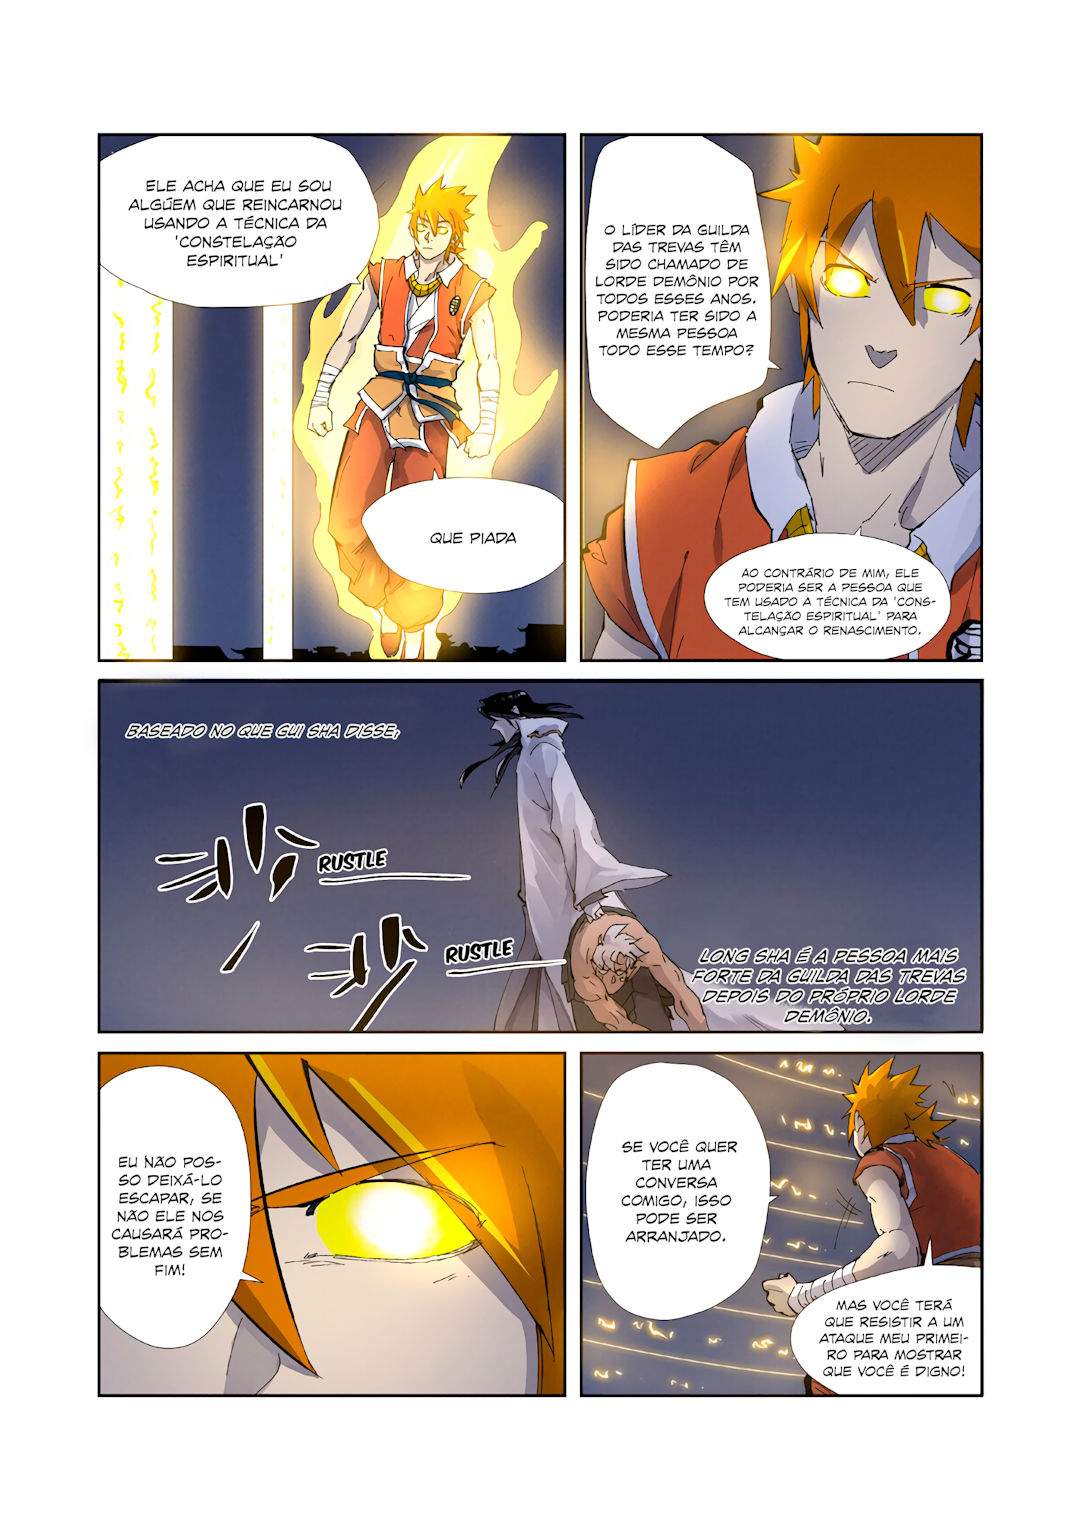 ELE ACHA QUE EU SOU
ALGÚEM QUE REINCARNOU
USANDO A TÉCNICA DA
'CONSTELAÇÃO
ESPIRITUAL'
QUE PIADA
O LÍDER DA GUILDA
DAS TREVAS TÊM
SIDO CHAMADO DE
LORDE DEMÔNIO POR
TODOS ESSES ANOS.
PODERIA TER SIDO A
MESMA PESSOA
TODO ESSE TEMPO?
AO CONTRÁRIO DE MIM, ELE
PODERIA SER A PESSOA QUE
TEM USADO A TÉCNICA DA 'CONS-
TELAÇÃO ESPIRITUAL' PARA
ALCANÇAR O RENASCIMENTO.
BASEADO NO QUE GUI SHA DISSE,
沙
RUSTLE
沙
RUSTLE
LONG SHA É A PESSOA MAIS
FORTE DA GUILDA DAS TREVAS
DEPOIS DO PRÓPRIO LORDE
DEMÔNIO.
EU NÃO POS-
SO DEIXÁ-LO
ESCAPAR, SE
NÃO ELE NOS
CAUSARÁ PRO-
BLEMAS SEM
FIM!
SE VOCÊ QUER
TER UMA
CONVERSA
COMIGO, ISSO
PODE SER
ARRANJADO.
MAS VOCÊ TERÁ
QUE RESISTIR A UM
ATAQUE MEU PRIMEI-
RO PARA MOSTRAR
QUE VOCÊ É DIGNO!